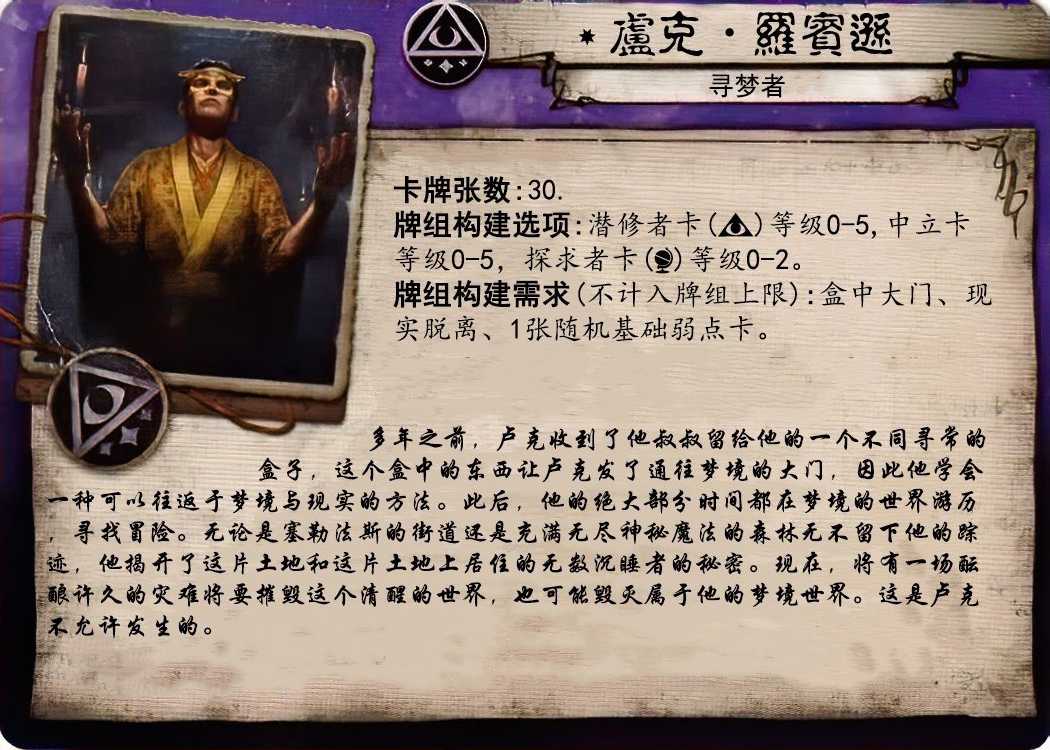 盧克·羅賓遜
寻梦者
卡牌张数:30.
牌组构建选项:潜修者卡()等级0-5,中立卡
等级0-5, 探求者卡()等级0-2。
牌组构建需求(不计入牌组上限):盒中大门、现
实脱离、1张随机基础弱点卡。
多年之前，卢克收到了他叔叔留给他的一个不同寻常的
盒子，这个盒中的东西让卢克发了通往梦境的大门，因此他学会
一种可以往返于梦境与现实的方法。此后，他的绝大部分时间都在梦境的世界游历
，寻找冒险。无论是塞勒法斯的街道还是充满无尽神秘魔法的森林无不留下他的踪
迹，他揭开了这片土地和这片土地上居住的无数沉睡者的秘密。现在，将有一场酝
酿许久的灾难将要摧毁这个清醒的世界，也可能毁灭属于他的梦境世界。这是卢克
不允许发生的。